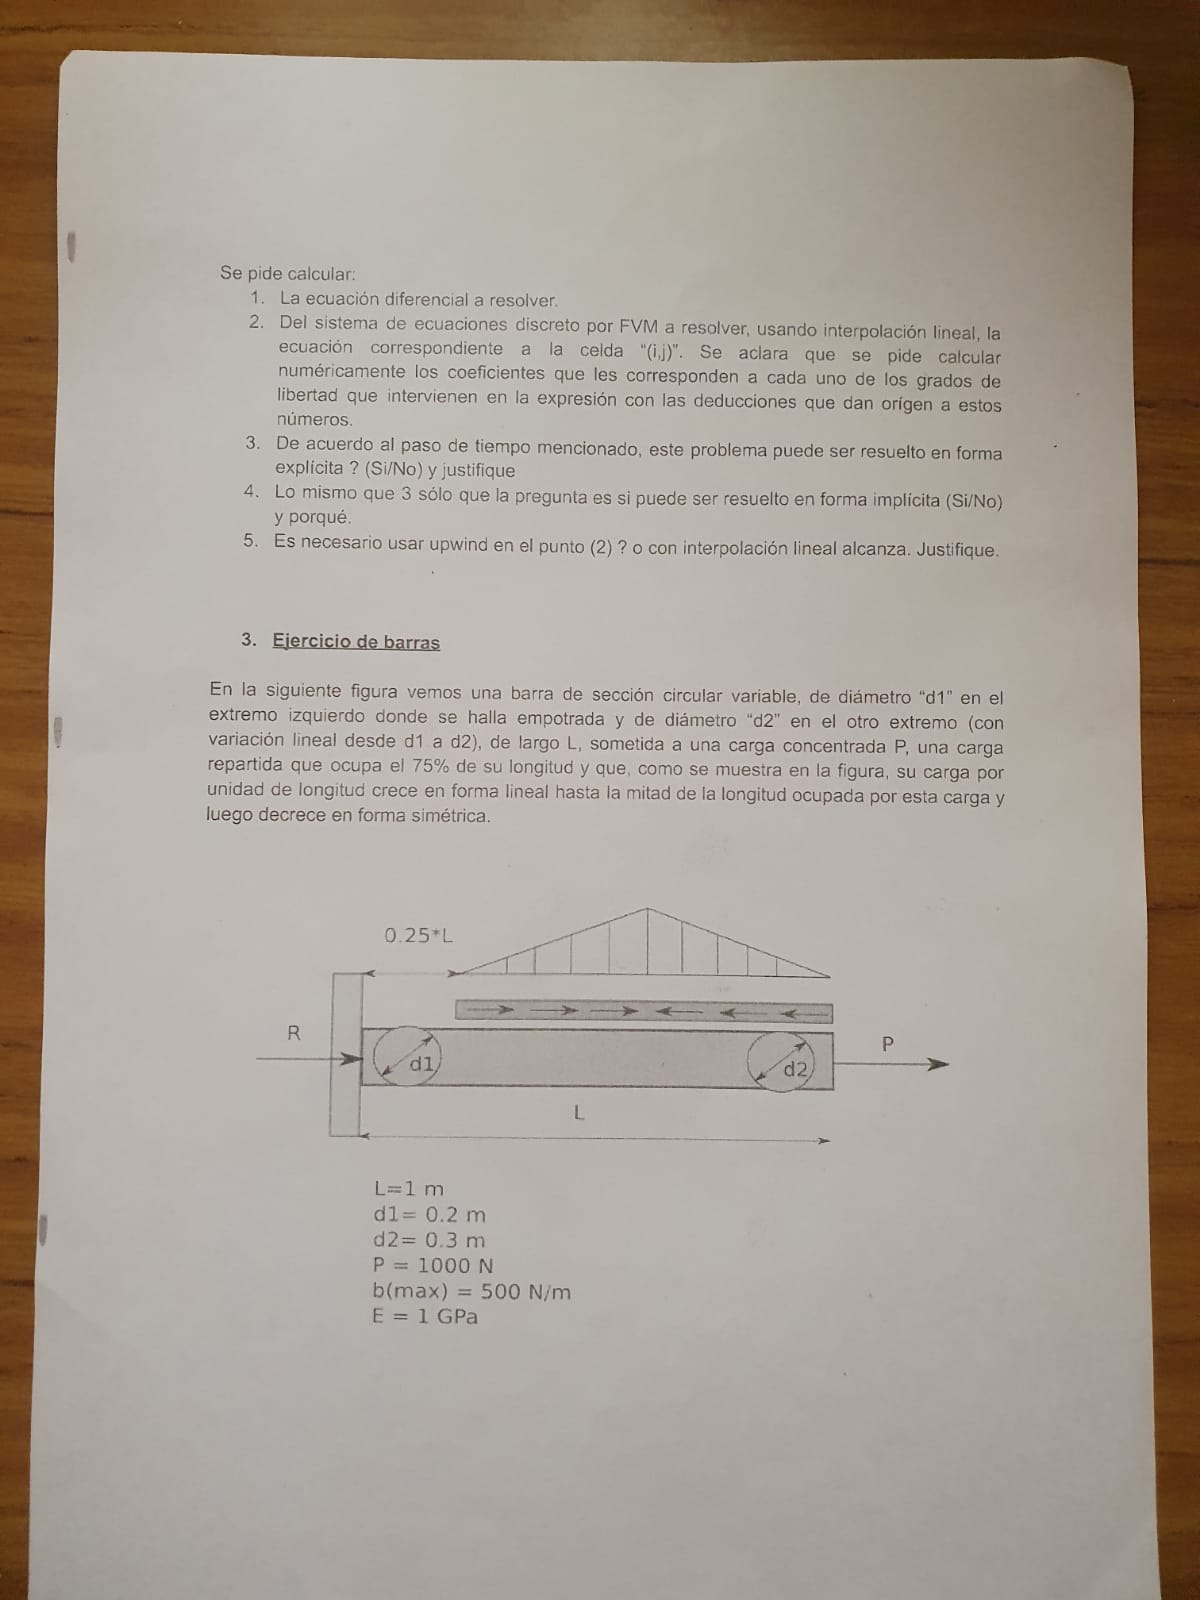 Se pide calcular:
1. La ecuación diferencial a resolver.
2. Del sistema de ecuaciones discreto por FVM a resolver, usando interpolación lineal, la
ecuación correspondiente a la celda “(i,j)”. Se aclara que se pide calcular
numéricamente los coeficientes que les corresponden a cada uno de los grados de
libertad que intervienen en la expresión con las deducciones que dan orígen a estos
números.
3. De acuerdo al paso de tiempo mencionado, este problema puede ser resuelto en forma
explícita ? (Si/No) y justifique
4. Lo mismo que 3 sólo que la pregunta es si puede ser resuelto en forma implícita (Si/No)
y porqué.
5. Es necesario usar upwind en el punto (2) ? o con interpolación lineal alcanza. Justifique.
3. Ejercicio de barras
En la siguiente figura vemos una barra de sección circular variable, de diámetro “d1” en el
extremo izquierdo donde se halla empotrada y de diámetro “d2” en el otro extremo (con
variación lineal desde d1 a d2), de largo L, sometida a una carga concentrada P, una carga
repartida que ocupa el 75% de su longitud y que, como se muestra en la figura, su carga por
unidad de longitud crece en forma lineal hasta la mitad de la longitud ocupada por esta carga y
luego decrece en forma simétrica.
0.25*L
R
d1
d2
P
L
L=1 m
d1= 0.2 m
d2= 0.3 m
P = 1000 N
b(max) = 500 N/m
E = 1 GPa